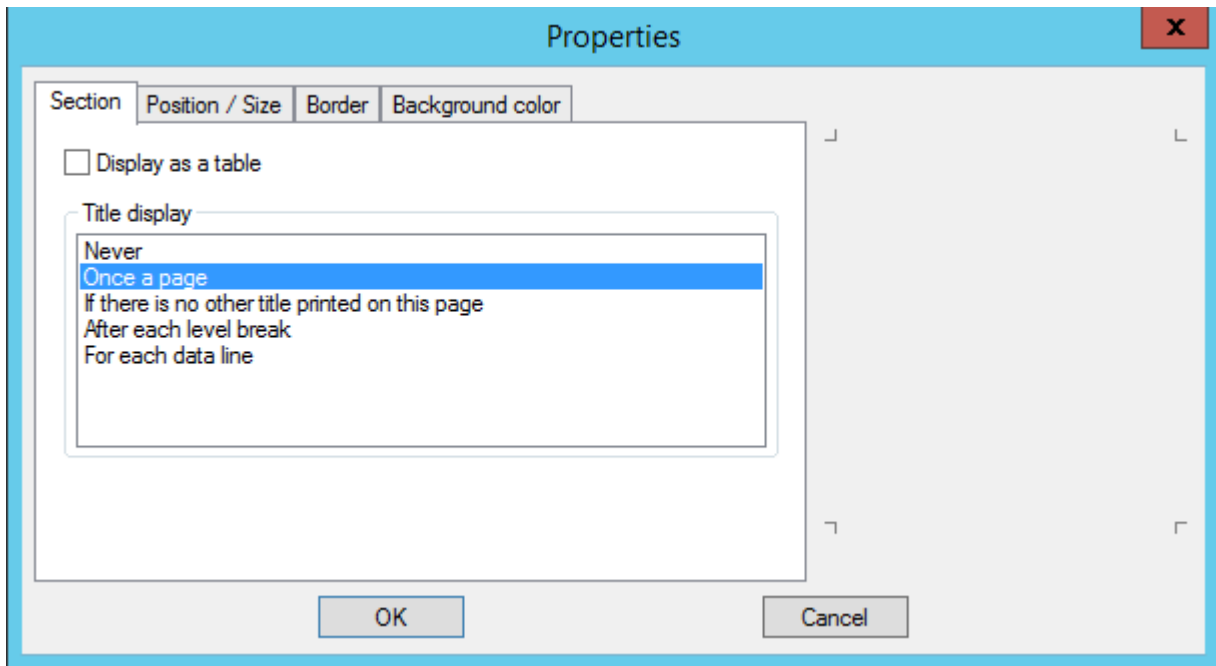 Properties
x
Section Position / Size Border Background color
Display as a table
Title display
Never
Once a page
If there is no other title printed on this page
After each level break
For each data line
OK Cancel